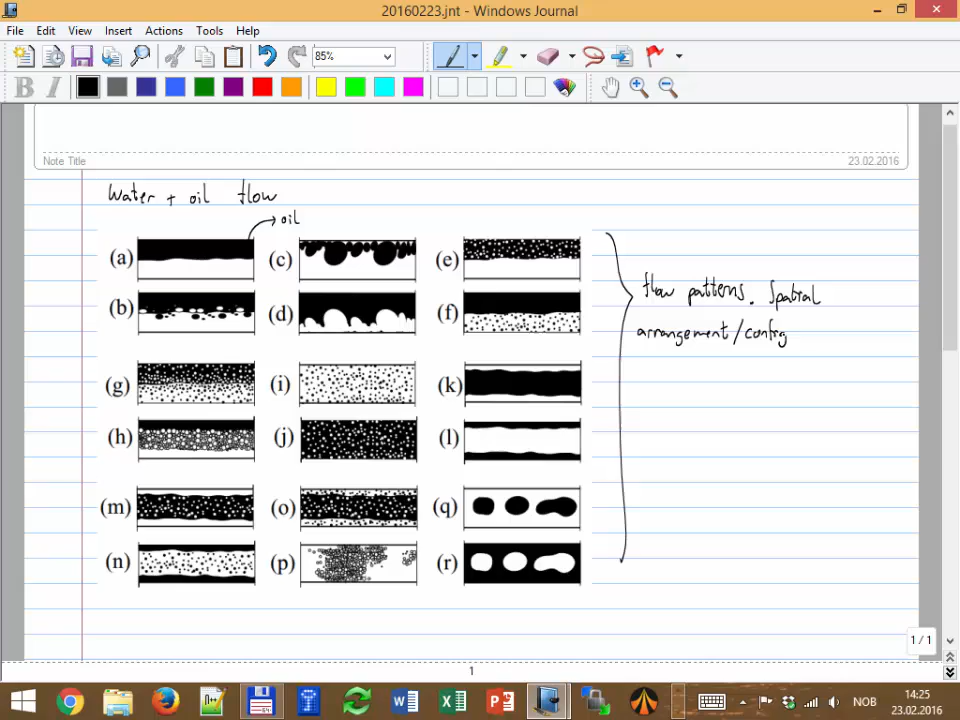 20160223.jnt - Windows Journal
File Edit View Insert Actions Tools Help
85%
B I
Note Title 23.02.2016
Water + oil flow
oil
(a) (c) (e)
(b) (d) (f)
flow patterns. Spatial
arrangement/config
(g) (i) (k)
(h) (j) (l)
(m) (o) (q)
(n) (p) (r)
1 / 1
1
NOB
14:25
23.02.2016